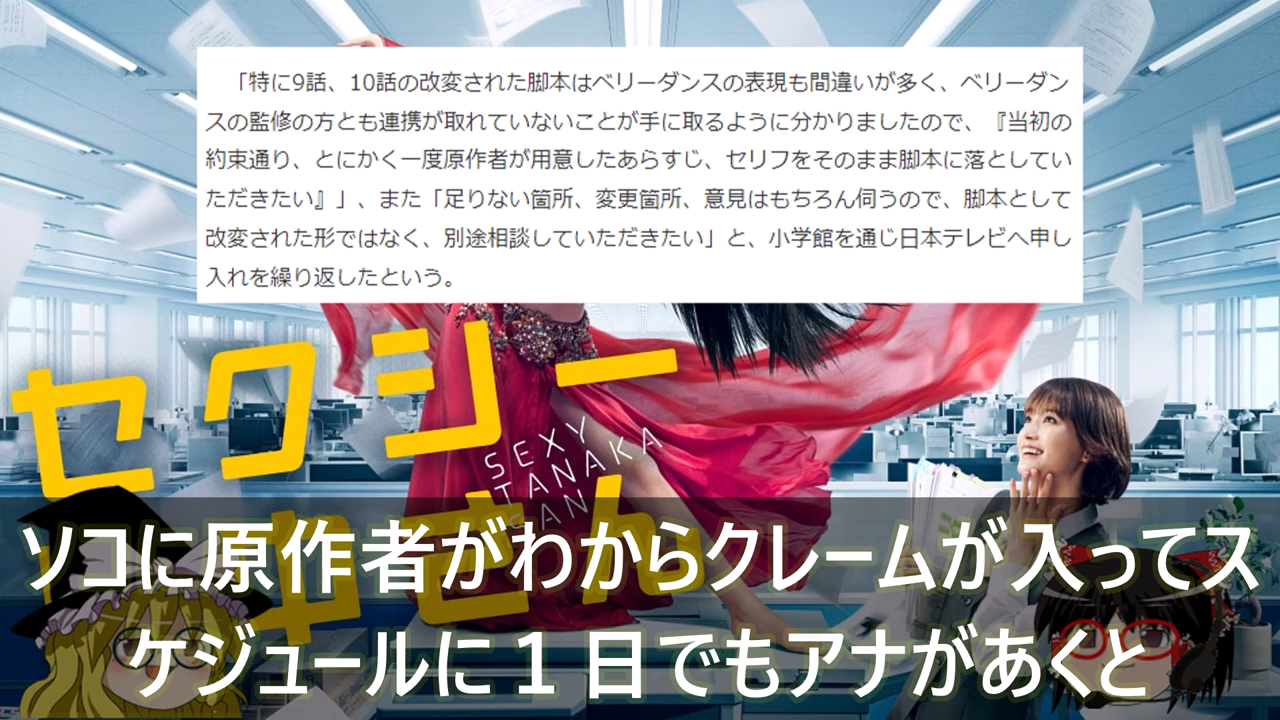 「特に9話、10話の改変された脚本はベリーダンスの表現も間違いが多く、ベリーダン
スの監修の方とも連携が取れていないことが手に取るように分かりましたので、『当初の
約束通り、とにかく一度原作者が用意したあらすじ、セリフをそのまま脚本に落としてい
ただきたい』」、また「足りない箇所、変更箇所、意見はもちろん伺うので、脚本として
改変された形ではなく、別途相談していただきたい」と、小学館を通じ日本テレビへ申し
入れを繰り返したという。
セクシー
SEXY
TANAKA
SAN
中さん
ソコに原作者がわからクレームが入ってス
ケジュールに１日でもアナがあくと